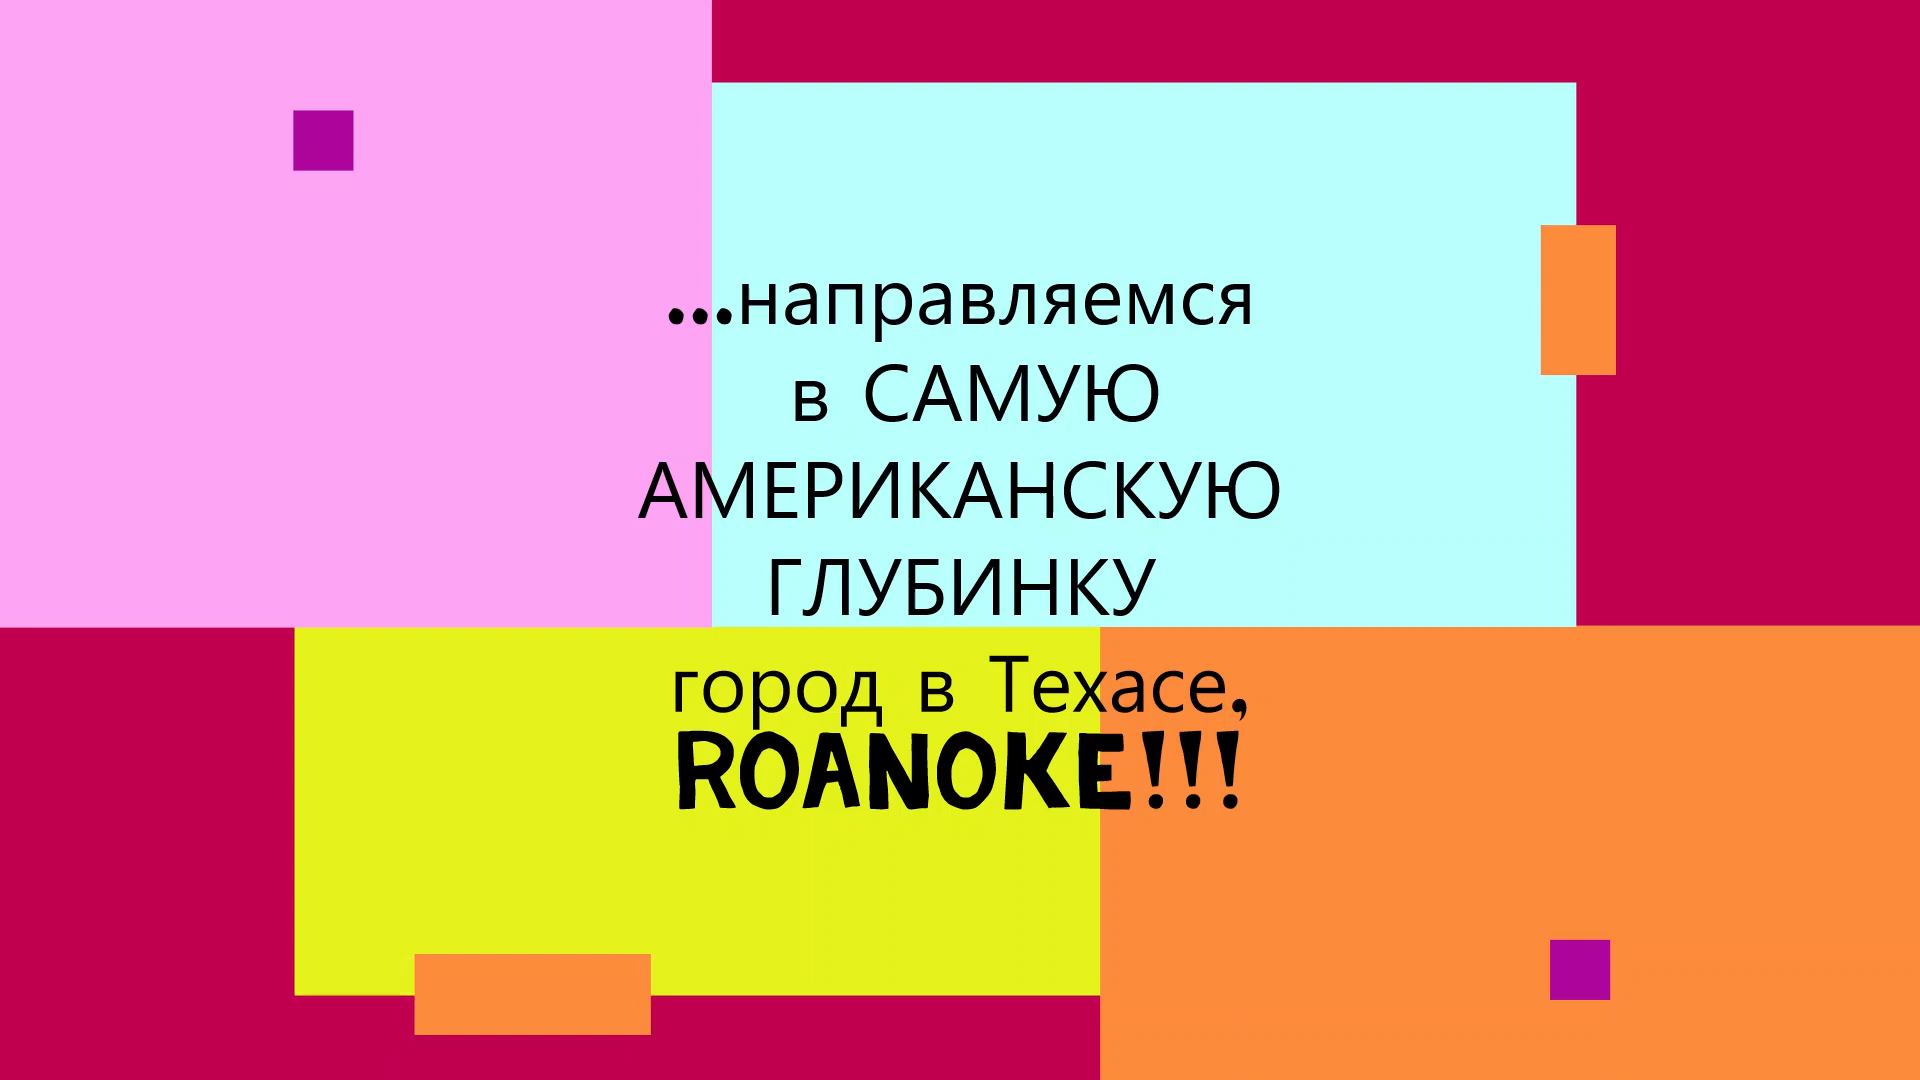 ...направляемся
в САМУЮ
АМЕРИКАНСКУЮ
ГЛУБИНКУ
город в Техасе,
ROANOKE!!!